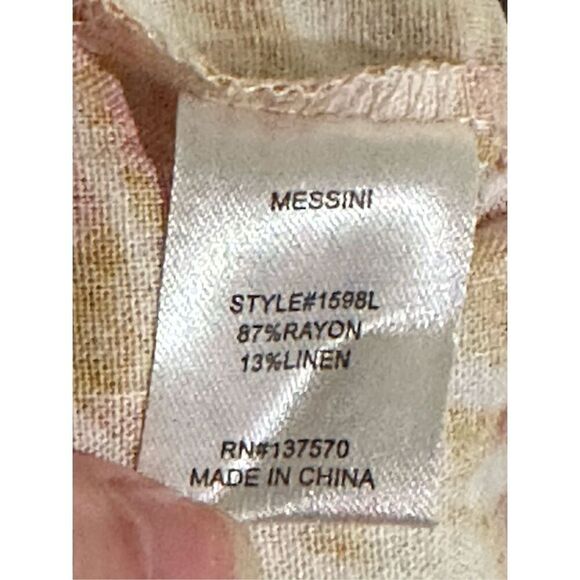 MESSINI
STYLE#1598L
87%RAYON
13%LINEN
RN#137570
MADE IN CHINA